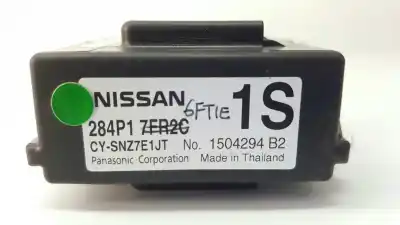 NISSAN 6FT1E 1S
284P1 7FR2C
CY-SNZ7E1JT No. 1504294 B2
Panasonic Corporation Made in Thailand